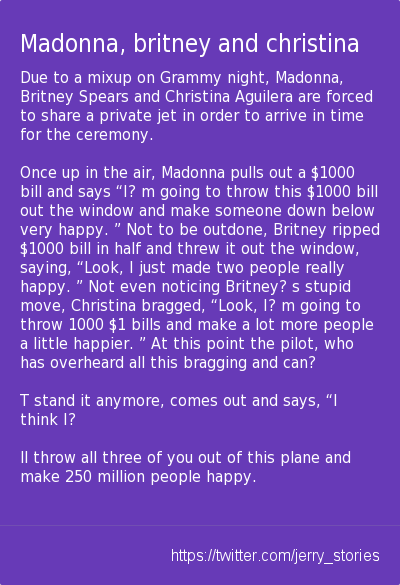 Madonna, britney and christina
Due to a mixup on Grammy night, Madonna,
Britney Spears and Christina Aguilera are forced
to share a private jet in order to arrive in time
for the ceremony.
Once up in the air, Madonna pulls out a $1000
bill and says “I? m going to throw this $1000 bill
out the window and make someone down below
very happy. ” Not to be outdone, Britney ripped
$1000 bill in half and threw it out the window,
saying, “Look, I just made two people really
happy. ” Not even noticing Britney? s stupid
move, Christina bragged, “Look, I? m going to
throw 1000 $1 bills and make a lot more people
a little happier. ” At this point the pilot, who
has overheard all this bragging and can?
T stand it anymore, comes out and says, “I
think I?
ll throw all three of you out of this plane and
make 250 million people happy.
https://twitter.com/jerry_stories